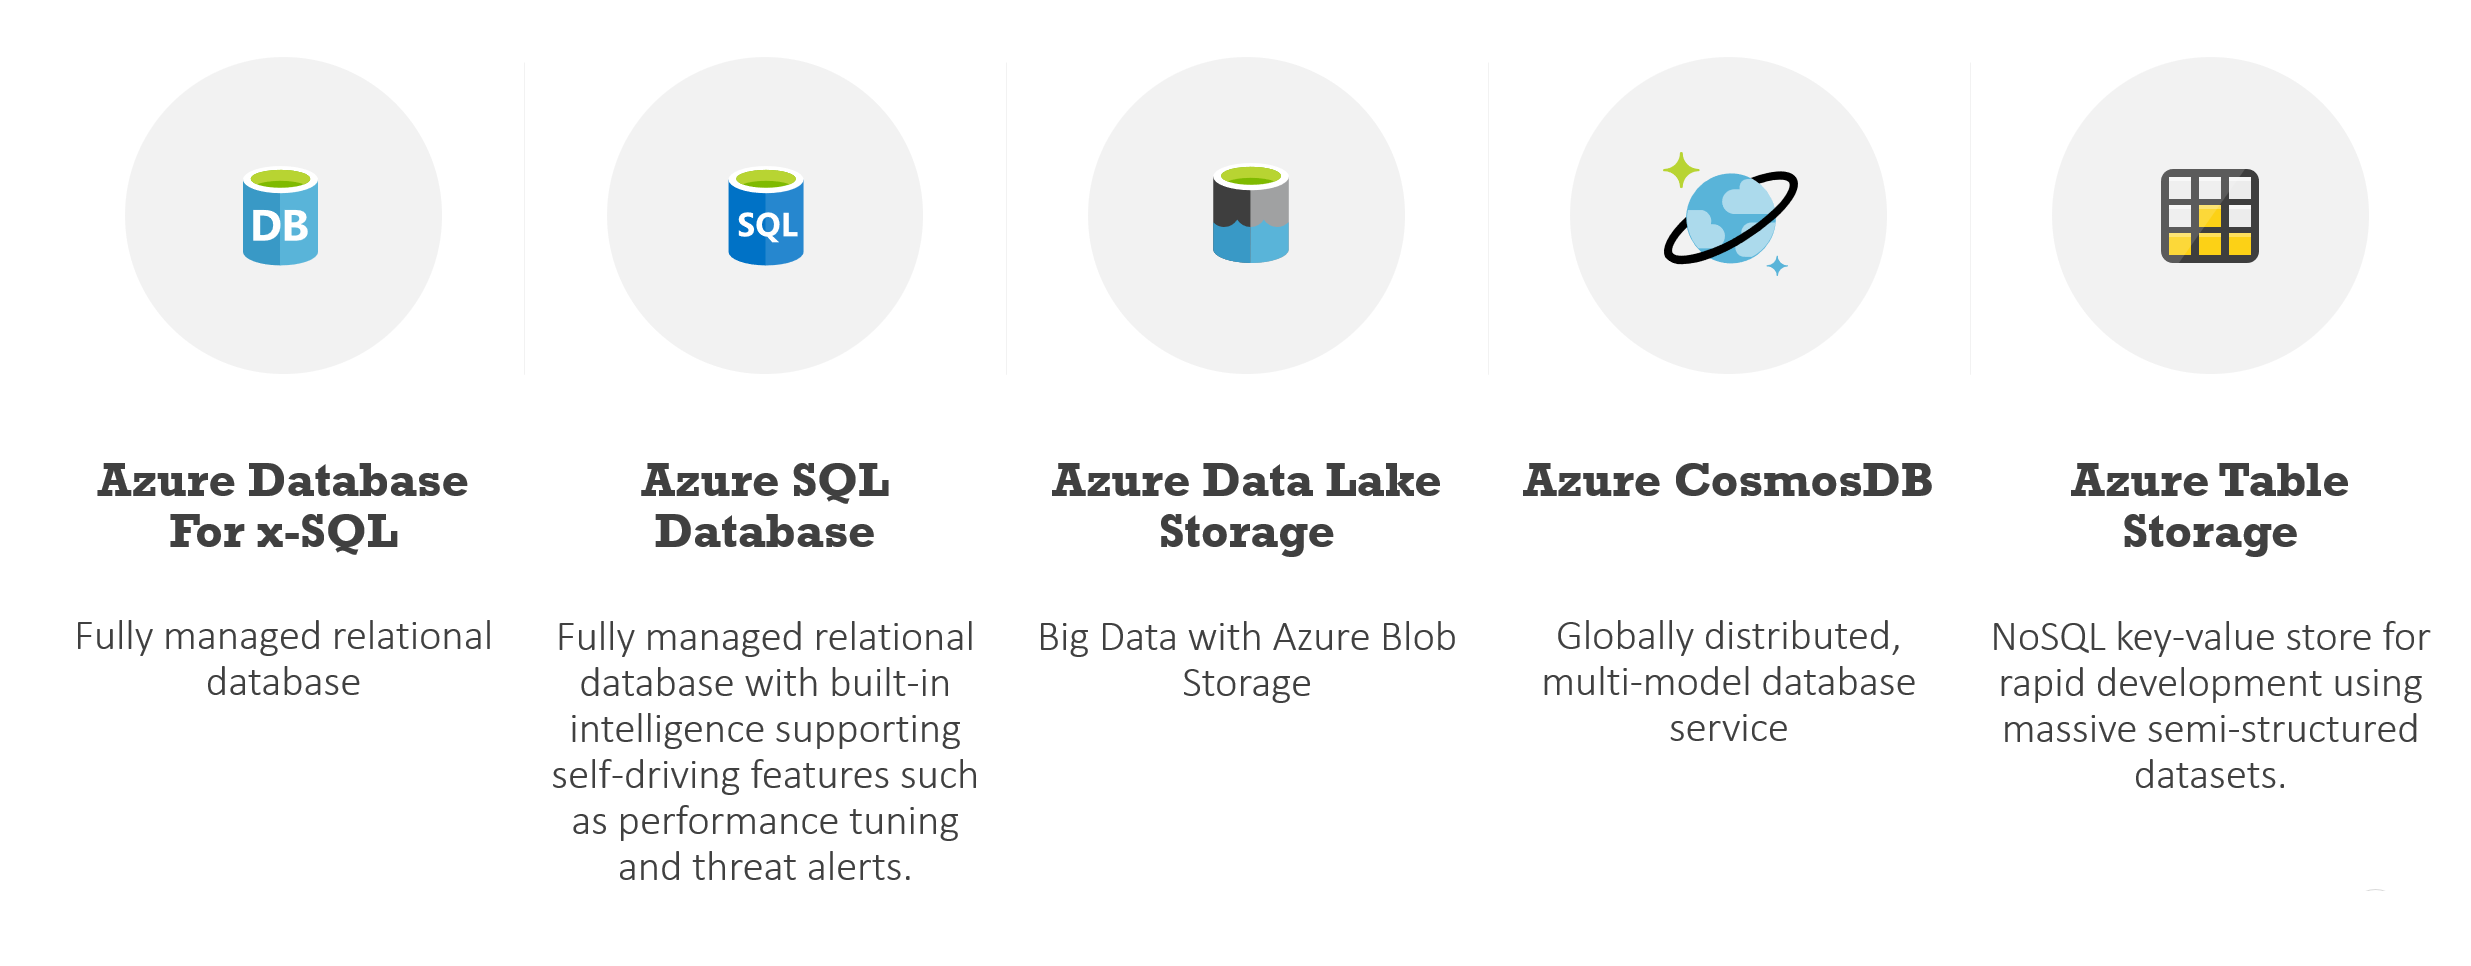 DB
SQL
Azure Database
For x-SQL
Fully managed relational
database
Azure SQL
Database
Fully managed relational
database with built-in
intelligence supporting
self-driving features such
as performance tuning
and threat alerts.
Azure Data Lake
Storage
Big Data with Azure Blob
Storage
Azure CosmosDB
Globally distributed,
multi-model database
service
Azure Table
Storage
NoSQL key-value store for
rapid development using
massive semi-structured
datasets.